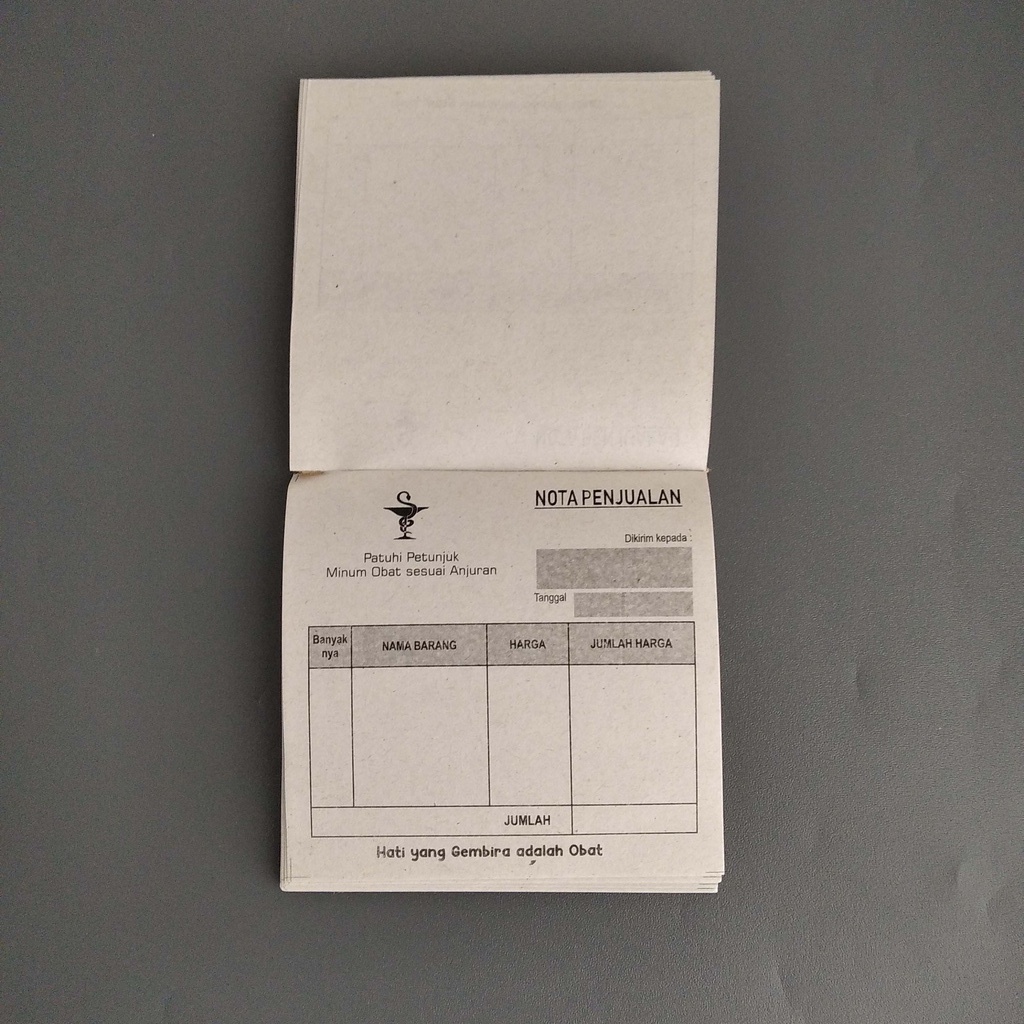 NOTA PENJUALAN
Dikirim kepada :
Patuhi Petunjuk
Minum Obat sesuai Anjuran
Tanggal
Banyak
nya
NAMA BARANG
HARGA
JUMLAH HARGA
JUMLAH
Hati yang Gembira adalah Obat